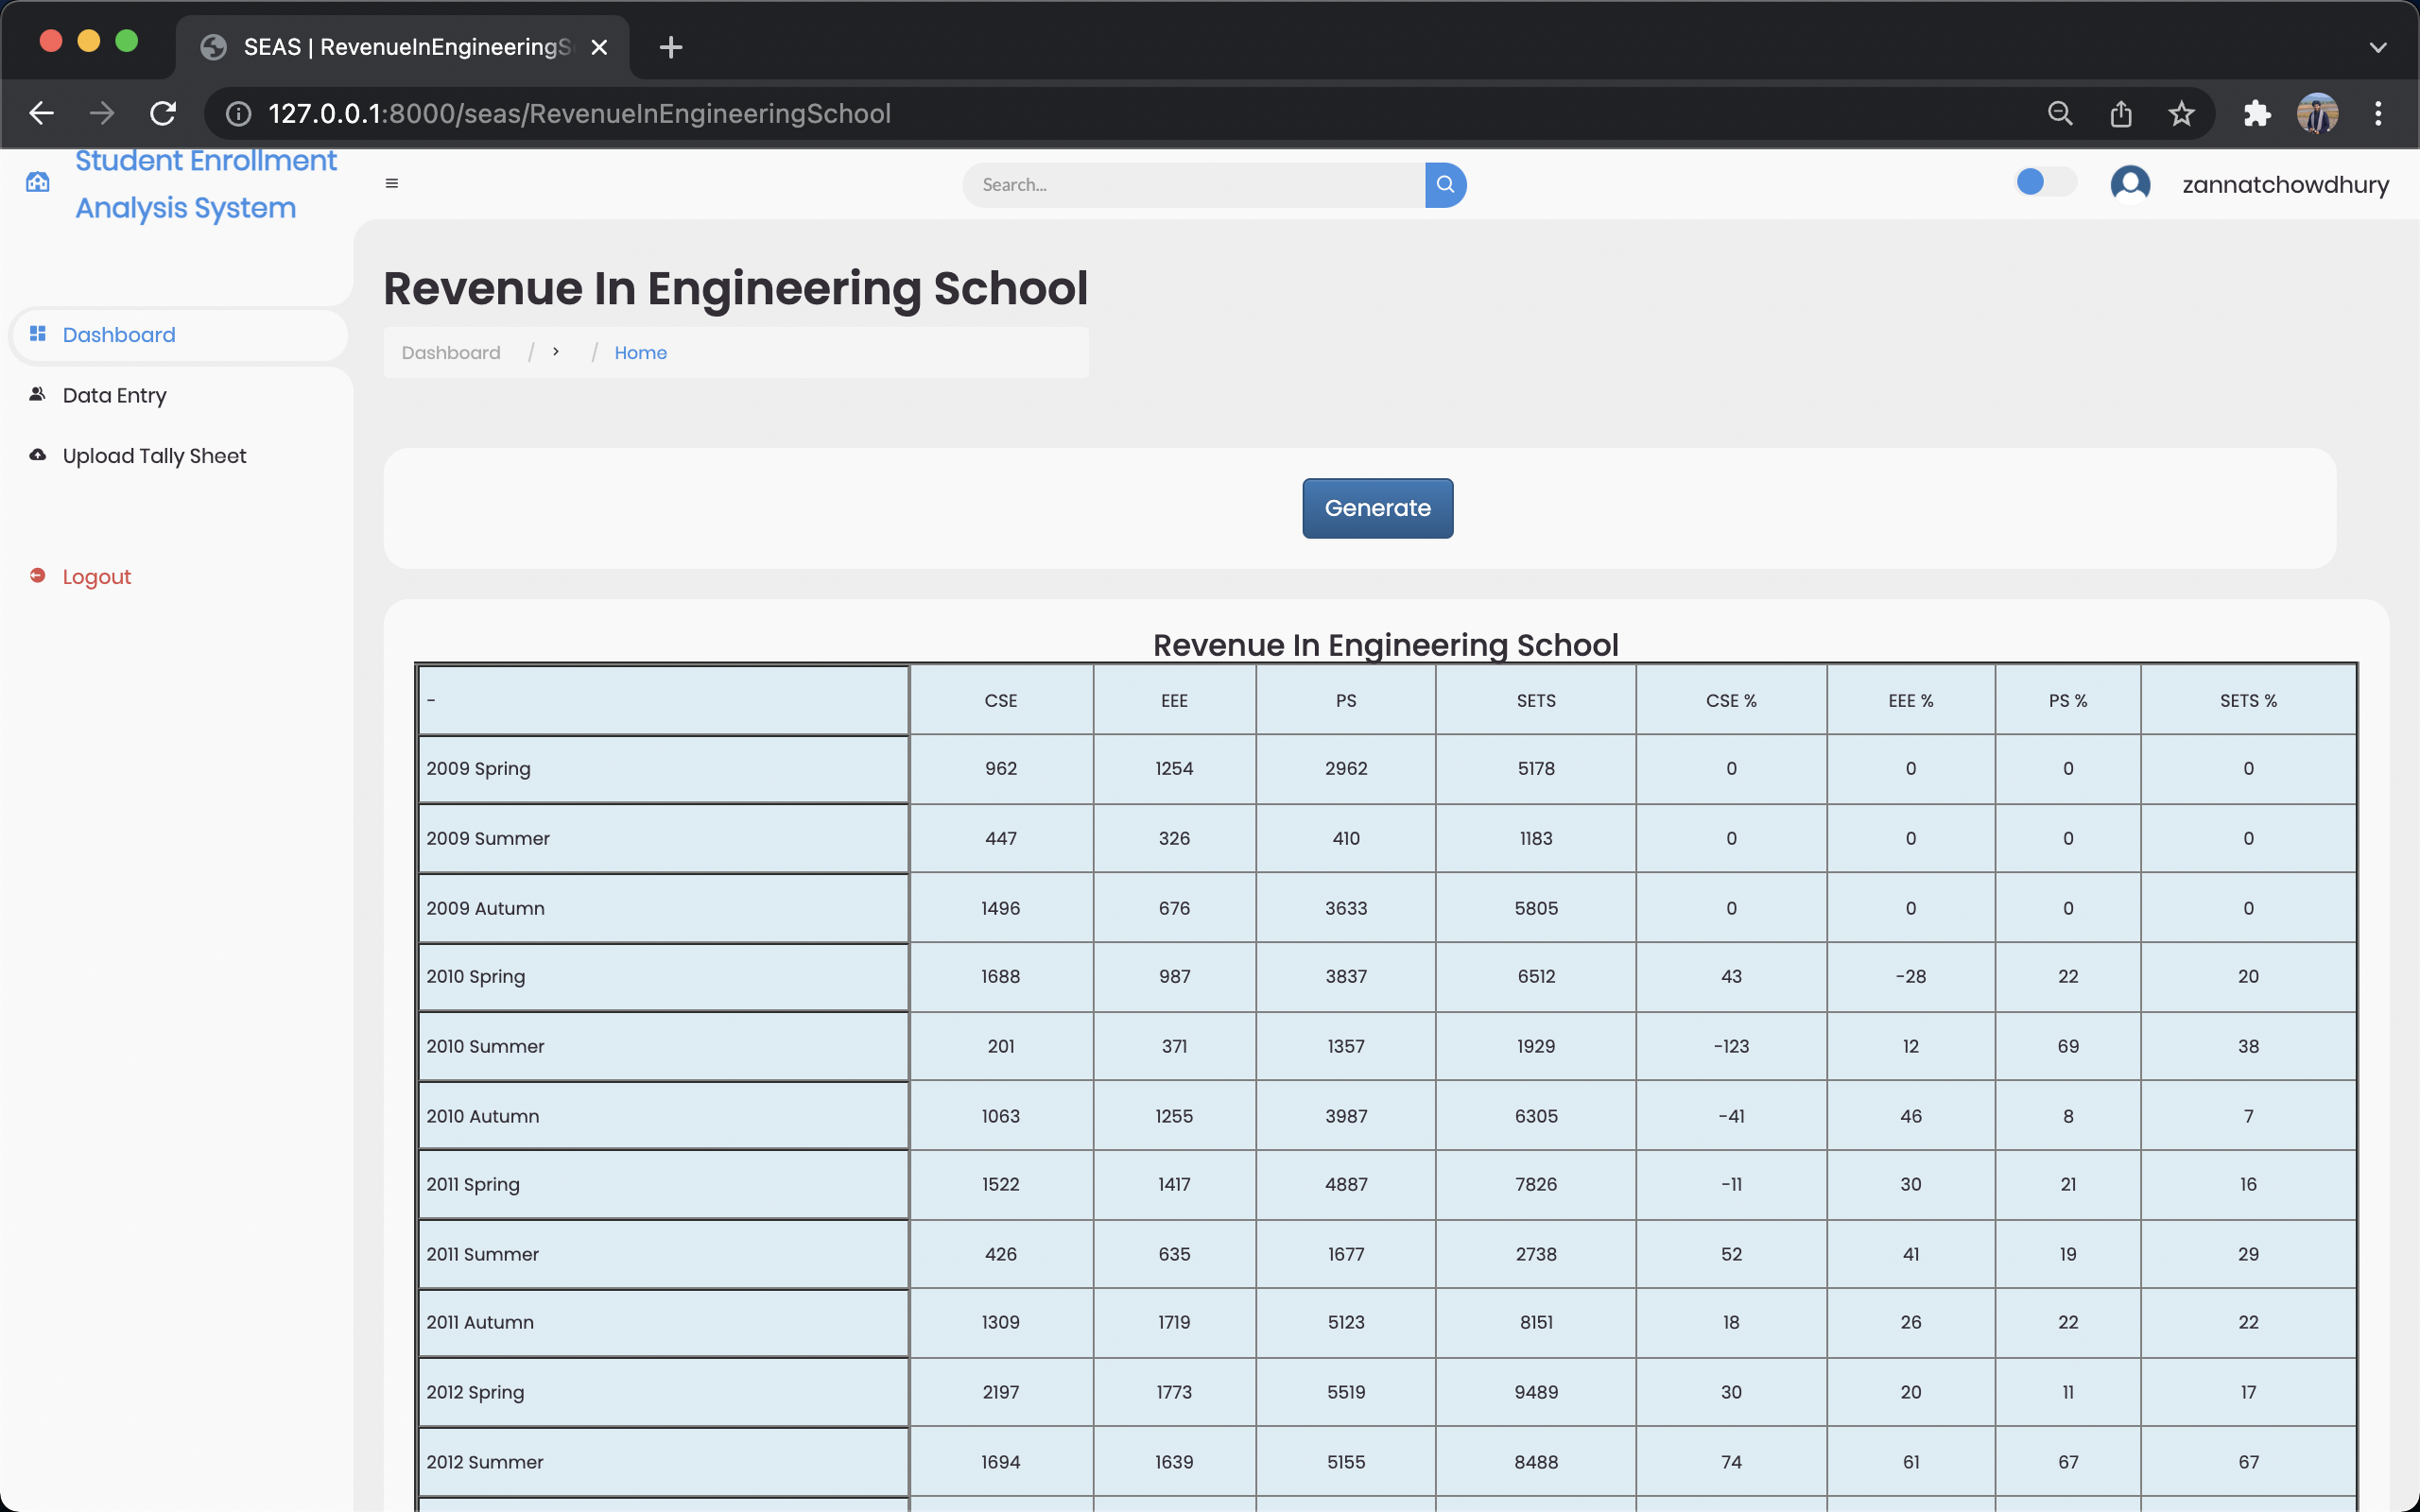 SEAS | RevenueInEngineeringS
127.0.0.1:8000/seas/RevenueInEngineeringSchool
Student Enrollment
Analysis System
Search...
zannatchowdhury
Revenue In Engineering School
Dashboard / › / Home
Dashboard
Data Entry
Upload Tally Sheet
Logout
Generate
Revenue In Engineering School
- CSE EEE PS SETS CSE % EEE % PS % SETS %
2009 Spring 962 1254 2962 5178 0 0 0 0
2009 Summer 447 326 410 1183 0 0 0 0
2009 Autumn 1496 676 3633 5805 0 0 0 0
2010 Spring 1688 987 3837 6512 43 -28 22 20
2010 Summer 201 371 1357 1929 -123 12 69 38
2010 Autumn 1063 1255 3987 6305 -41 46 8 7
2011 Spring 1522 1417 4887 7826 -11 30 21 16
2011 Summer 426 635 1677 2738 52 41 19 29
2011 Autumn 1309 1719 5123 8151 18 26 22 22
2012 Spring 2197 1773 5519 9489 30 20 11 17
2012 Summer 1694 1639 5155 8488 74 61 67 67